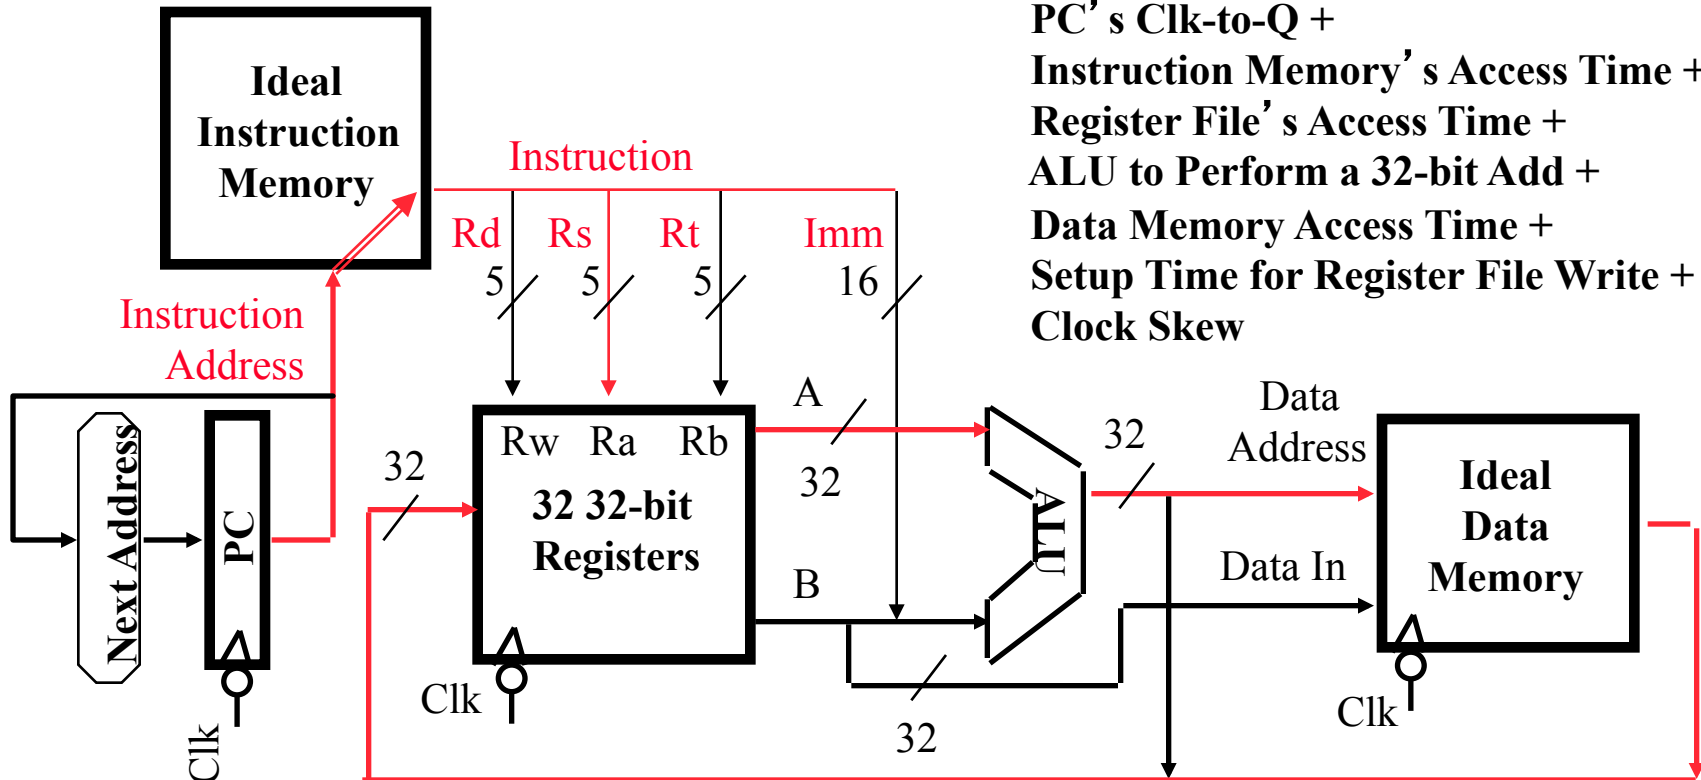 PC’s Clk-to-Q +
Instruction Memory’s Access Time +
Register File’s Access Time +
ALU to Perform a 32-bit Add +
Data Memory Access Time +
Setup Time for Register File Write +
Clock Skew
Ideal
Instruction
Memory
Instruction
Rd
Rs
Rt
Imm
5
5
5
16
Instruction
Address
Next Address
PC
Clk
32
Rw
Ra
Rb
32 32-bit
Registers
Clk
A
32
B
32
ALU
32
Data
Address
Data In
Ideal
Data
Memory
Clk